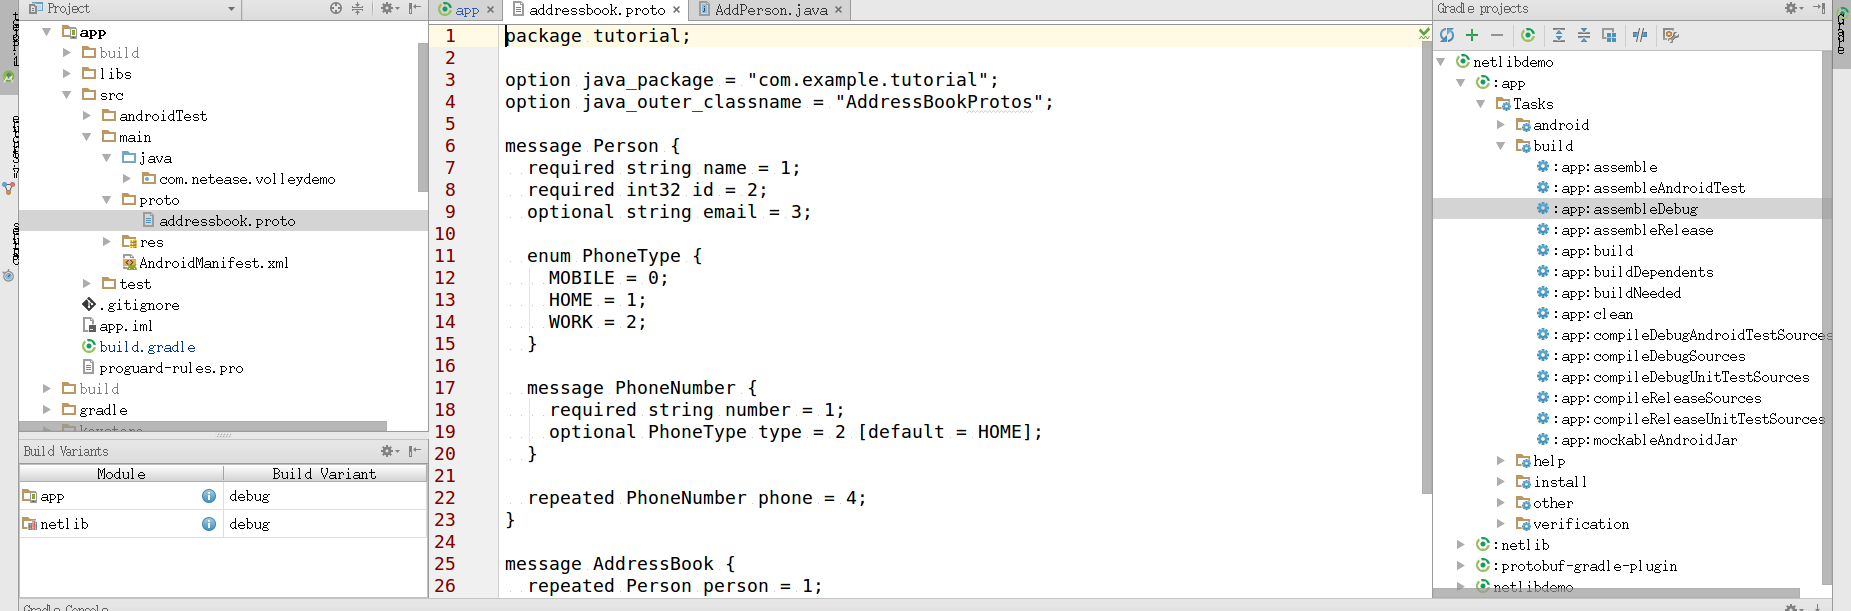 Project
app
build
libs
src
androidTest
main
java
com.netease.volleydemo
proto
addressbook.proto
res
AndroidManifest.xml
test
.gitignore
app.iml
build.gradle
proguard-rules.pro
build
gradle
Build Variants
Module Build Variant
app debug
netlib debug
Gradle Console
app addressbook.proto AddPerson.java
1 package tutorial;
2
3 option java_package = "com.example.tutorial";
4 option java_outer_classname = "AddressBookProtos";
5
6 message Person {
7 required string name = 1;
8 required int32 id = 2;
9 optional string email = 3;
10
11 enum PhoneType {
12 MOBILE = 0;
13 HOME = 1;
14 WORK = 2;
15 }
16
17 message PhoneNumber {
18 required string number = 1;
19 optional PhoneType type = 2 [default = HOME];
20 }
21
22 repeated PhoneNumber phone = 4;
23 }
24
25 message AddressBook {
26 repeated Person person = 1;
Gradle projects
netlibdemo
:app
Tasks
android
build
:app:assemble
:app:assembleAndroidTest
:app:assembleDebug
:app:assembleRelease
:app:build
:app:buildDependents
:app:buildNeeded
:app:clean
:app:compileDebugAndroidTestSources
:app:compileDebugSources
:app:compileDebugUnitTestSources
:app:compileReleaseSources
:app:compileReleaseUnitTestSources
:app:mockableAndroidJar
help
install
other
verification
:netlib
:protobuf-gradle-plugin
netlibdemo
Gradle